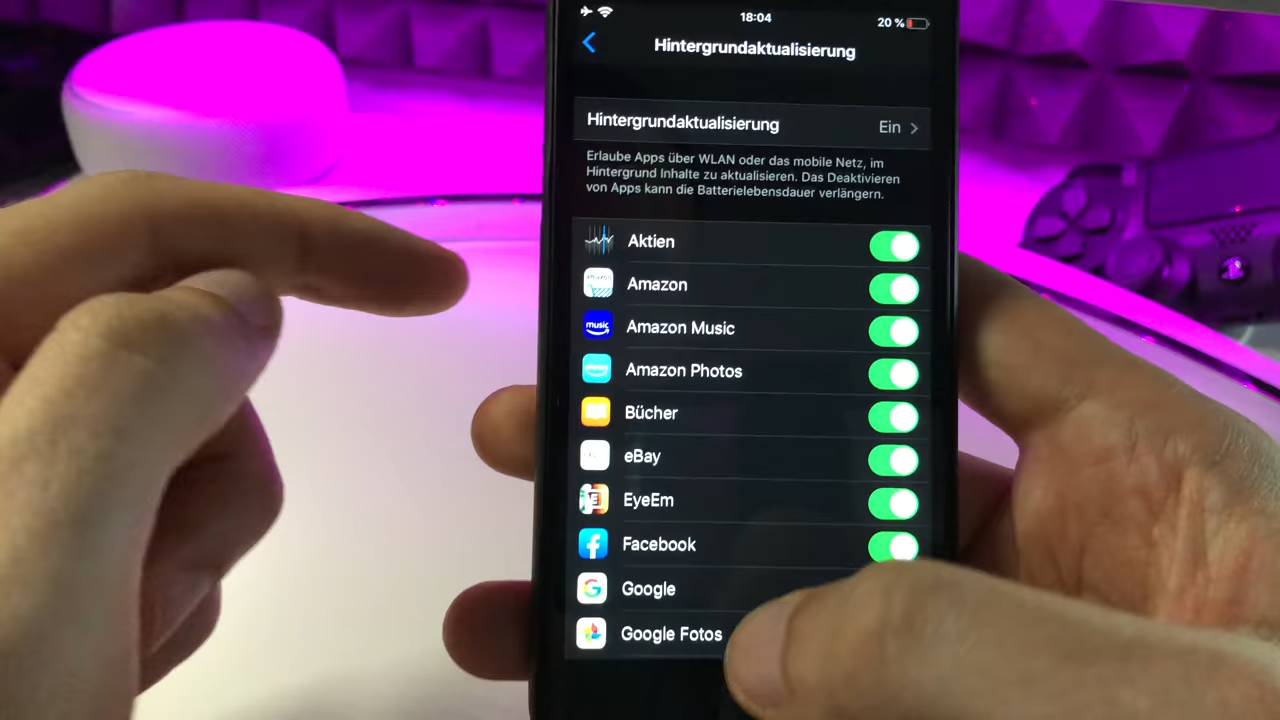 18:04
20 %
Hintergrundaktualisierung
Hintergrundaktualisierung Ein
Erlaube Apps über WLAN oder das mobile Netz, im
Hintergrund Inhalte zu aktualisieren. Das Deaktivieren
von Apps kann die Batterielebensdauer verlängern.
Aktien
amazon
Amazon
music
Amazon Music
Amazon Photos
Bücher
eBay
E
EyeEm
f
Facebook
G
Google
Google Fotos